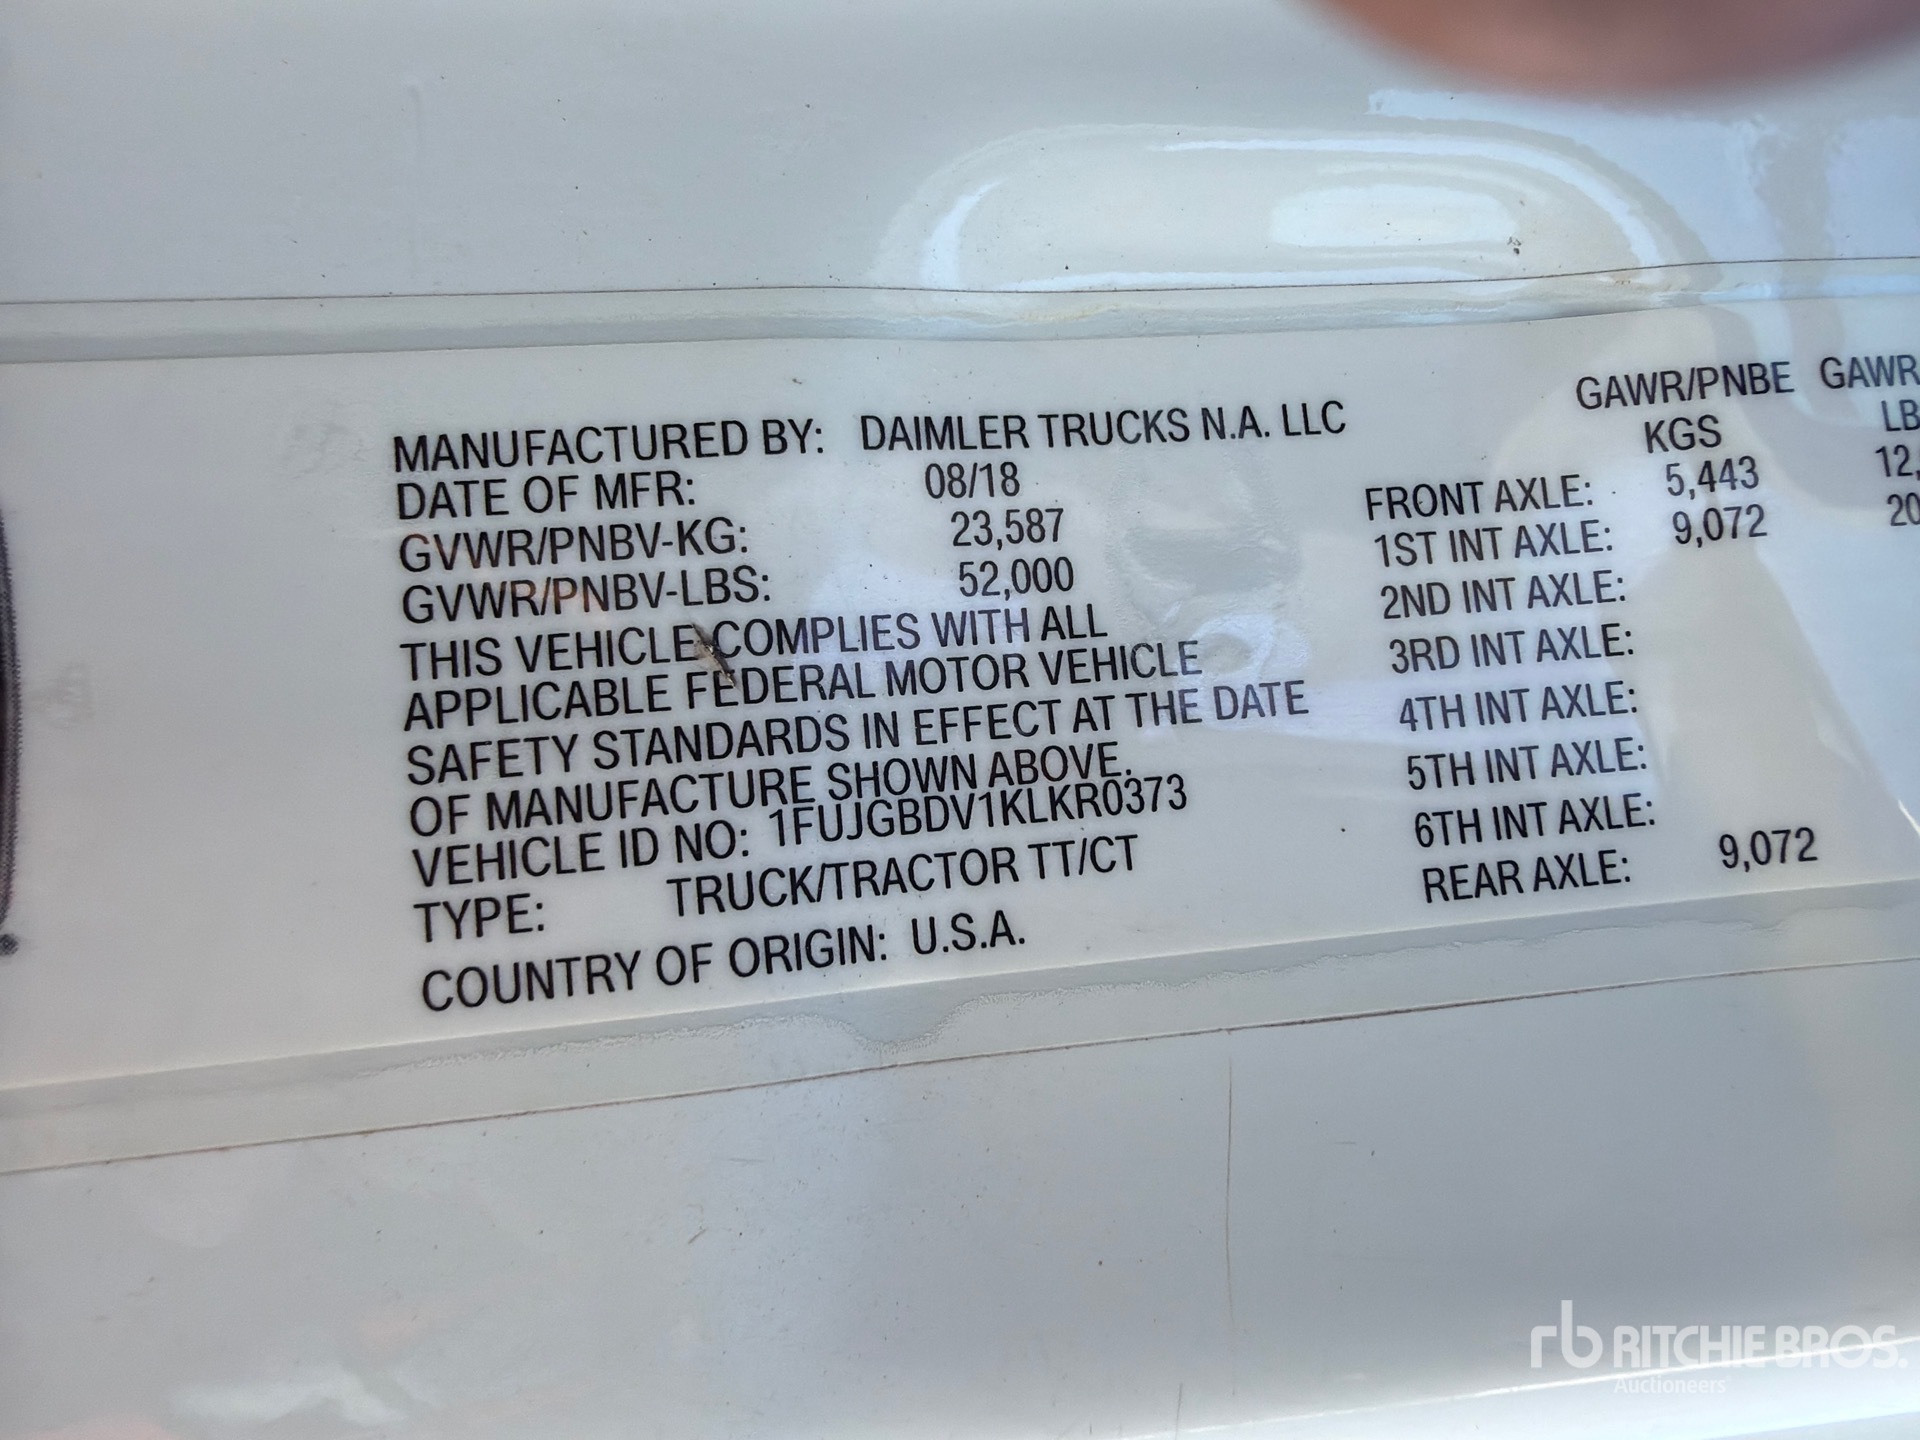 MANUFACTURED BY: DAIMLER TRUCKS N.A. LLC
DATE OF MFR: 08/18
GVWR/PNBV-KG: 23,587
GVWR/PNBV-LBS: 52,000
THIS VEHICLE COMPLIES WITH ALL
APPLICABLE FEDERAL MOTOR VEHICLE
SAFETY STANDARDS IN EFFECT AT THE DATE
OF MANUFACTURE SHOWN ABOVE.
VEHICLE ID NO: 1FUJGBDV1KLKR0373
TYPE: TRUCK/TRACTOR TT/CT
COUNTRY OF ORIGIN: U.S.A.
GAWR/PNBE GAWR
KGS LB
FRONT AXLE: 5,443 12,
1ST INT AXLE: 9,072 20
2ND INT AXLE:
3RD INT AXLE:
4TH INT AXLE:
5TH INT AXLE:
6TH INT AXLE:
REAR AXLE: 9,072
rb RITCHIE BROS.
Auctioneers